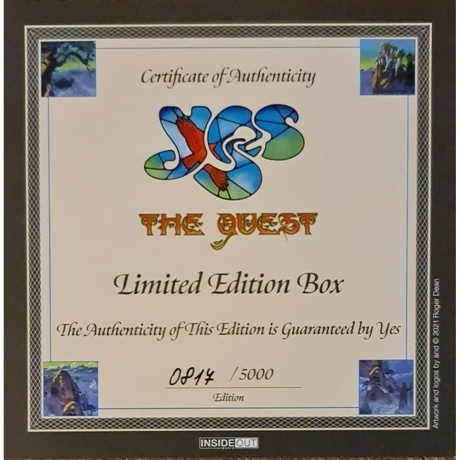 Certificate of Authenticity
YES
THE QUEST
Limited Edition Box
The Authenticity of This Edition is Guaranteed by Yes
0817 / 5000
Edition
INSIDEOUT
Artwork and logos by and © 2021 Roger Dean